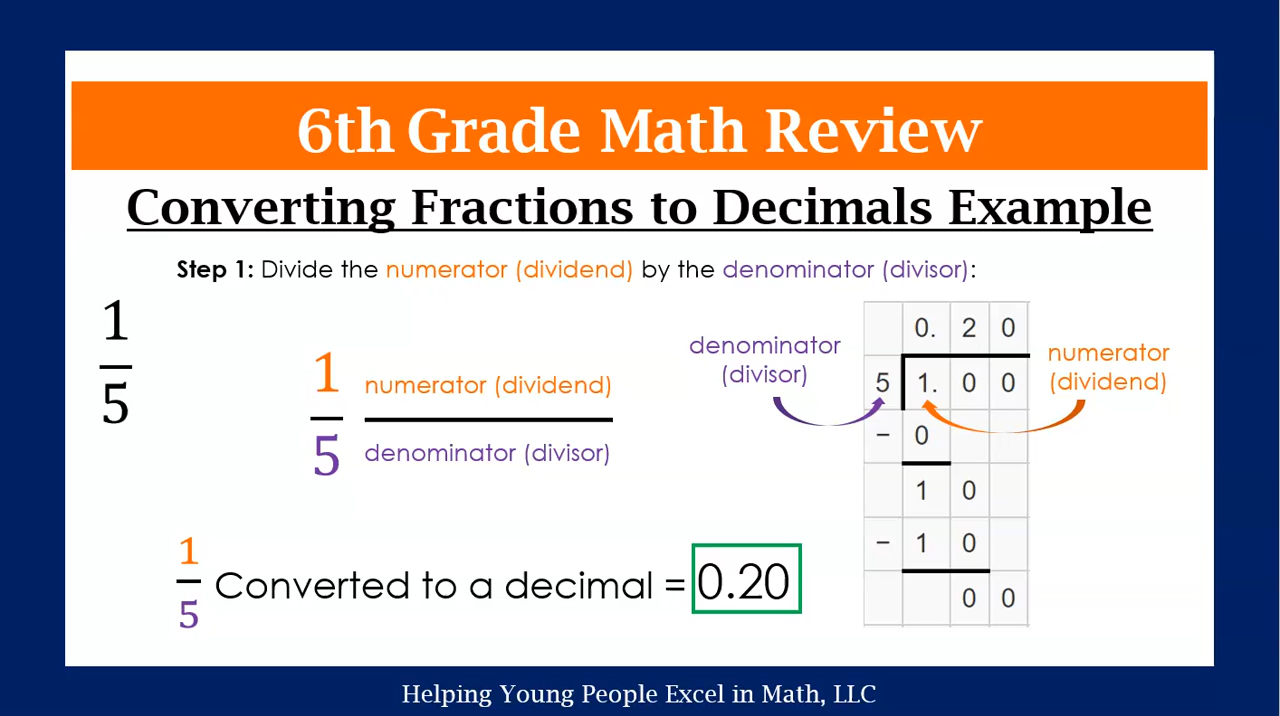 6th Grade Math Review
Converting Fractions to Decimals Example
Step 1: Divide the numerator (dividend) by the denominator (divisor):
1
5
1
5
numerator (dividend)
denominator (divisor)
denominator
(divisor)
0. 2 0
5 1. 0 0
− 0
1 0
− 1 0
0 0
numerator
(dividend)
1
5
Converted to a decimal = 0.20
Helping Young People Excel in Math, LLC